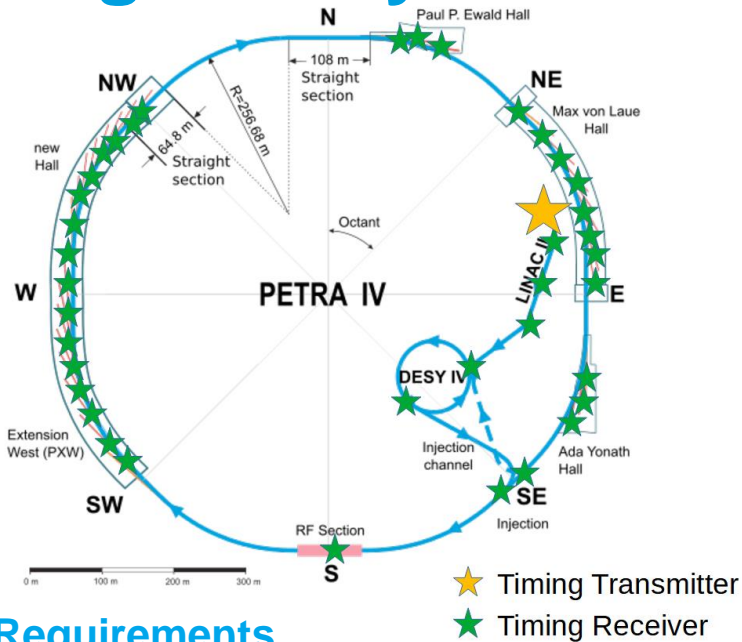 N
Paul P. Ewald Hall
108 m
Straight
section
NW
NE
R=256.68 m
Max von Laue
Hall
new
Hall
64.8 m
Straight
section
Octant
LINAC II
W
PETRA IV
E
DESY IV
Extension
West (PXW)
Injection
channel
Ada Yonath
Hall
SW
SE
Injection
RF Section
S
0 m
100 m
200 m
300 m
Timing Transmitter
Timing Receiver
Requirements